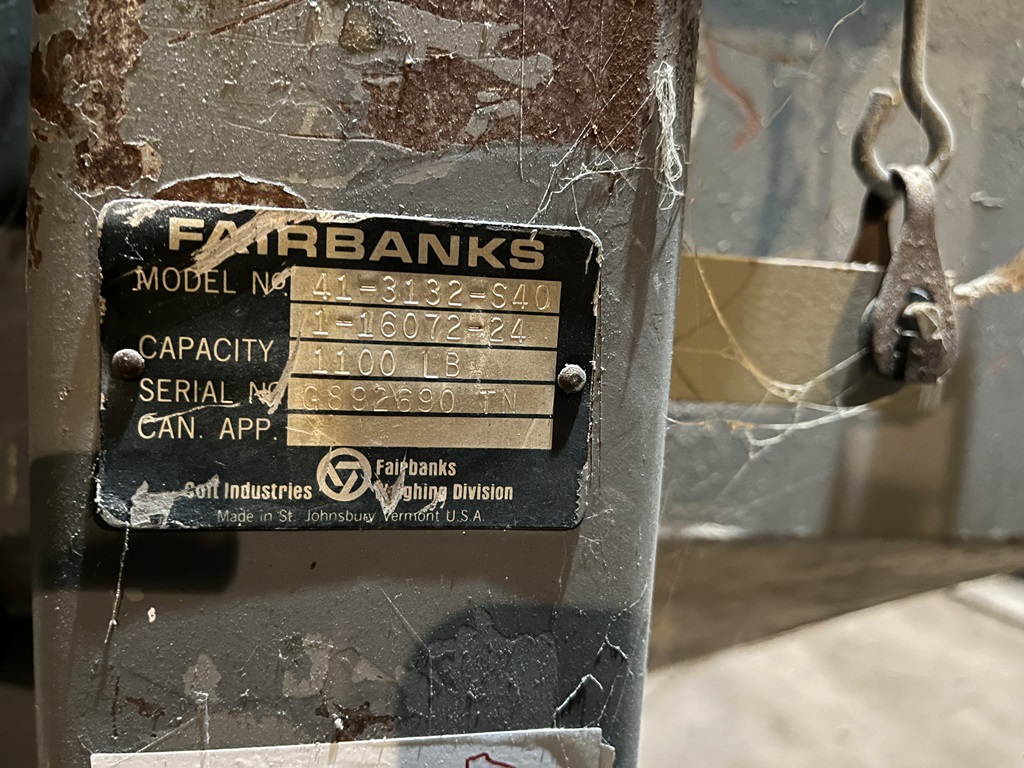 FAIRBANKS
MODEL NO 41-3132-S40
1-16072-24
CAPACITY 1100 LB
SERIAL NO G892690 TN
CAN. APP.
Fairbanks
Colt Industries Weighing Division
Made in St. Johnsbury Vermont U.S.A